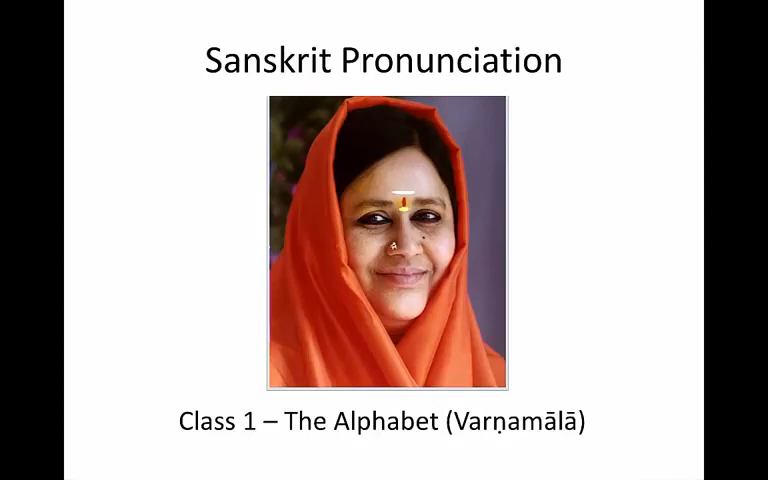 Sanskrit Pronunciation
Class 1 – The Alphabet (Varṇamālā)